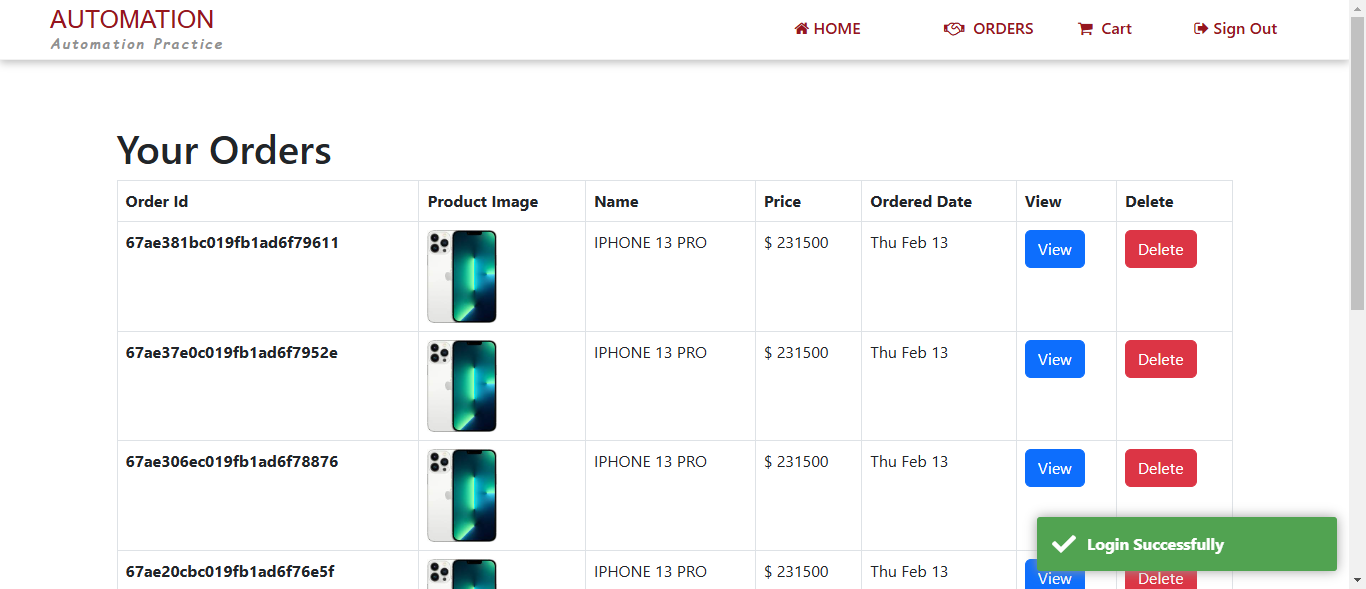 AUTOMATION
Automation Practice
HOME ORDERS Cart Sign Out
Your Orders
Order Id Product Image Name Price Ordered Date View Delete
67ae381bc019fb1ad6f79611 IPHONE 13 PRO $ 231500 Thu Feb 13 View Delete
67ae37e0c019fb1ad6f7952e IPHONE 13 PRO $ 231500 Thu Feb 13 View Delete
67ae306ec019fb1ad6f78876 IPHONE 13 PRO $ 231500 Thu Feb 13 View Delete
Login Successfully
67ae20cbc019fb1ad6f76e5f IPHONE 13 PRO $ 231500 Thu Feb 13 View Delete